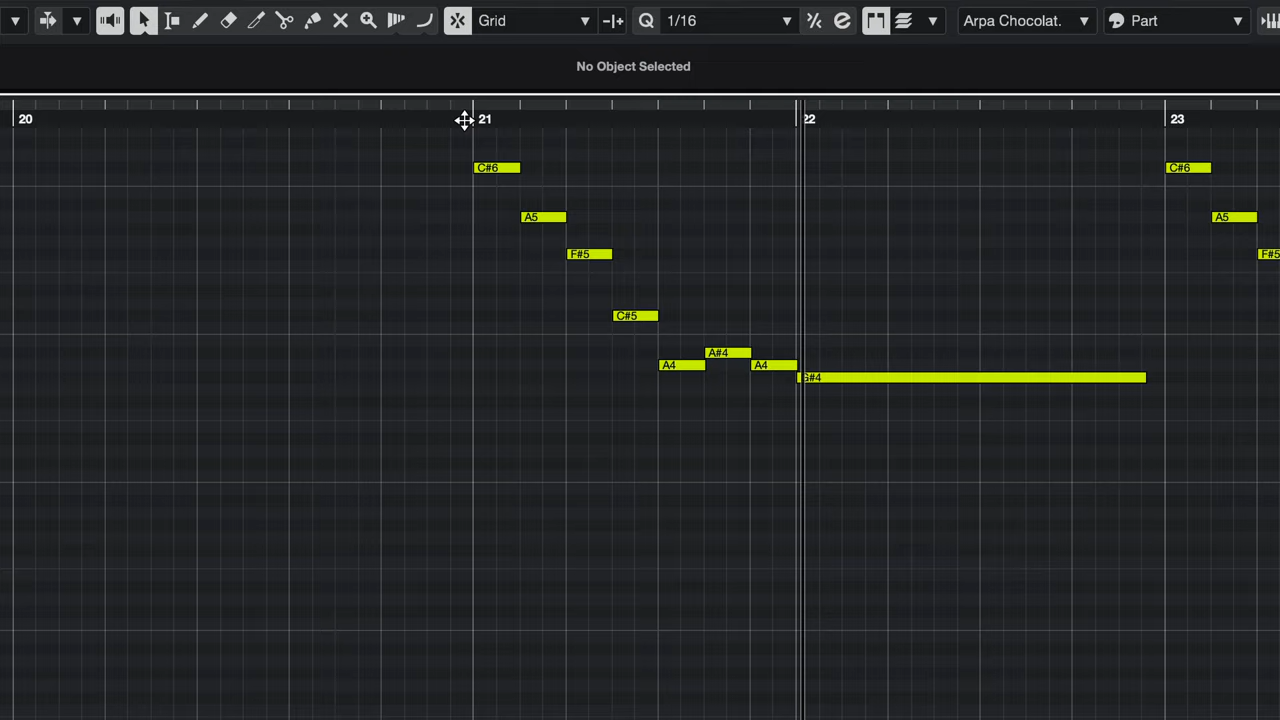 Grid Q 1/16 Arpa Chocolat. Part
No Object Selected
20 21 22 23
C#6 C#6
A5 A5
F#5 F#5
C#5
A#4
A4 A4
G#4